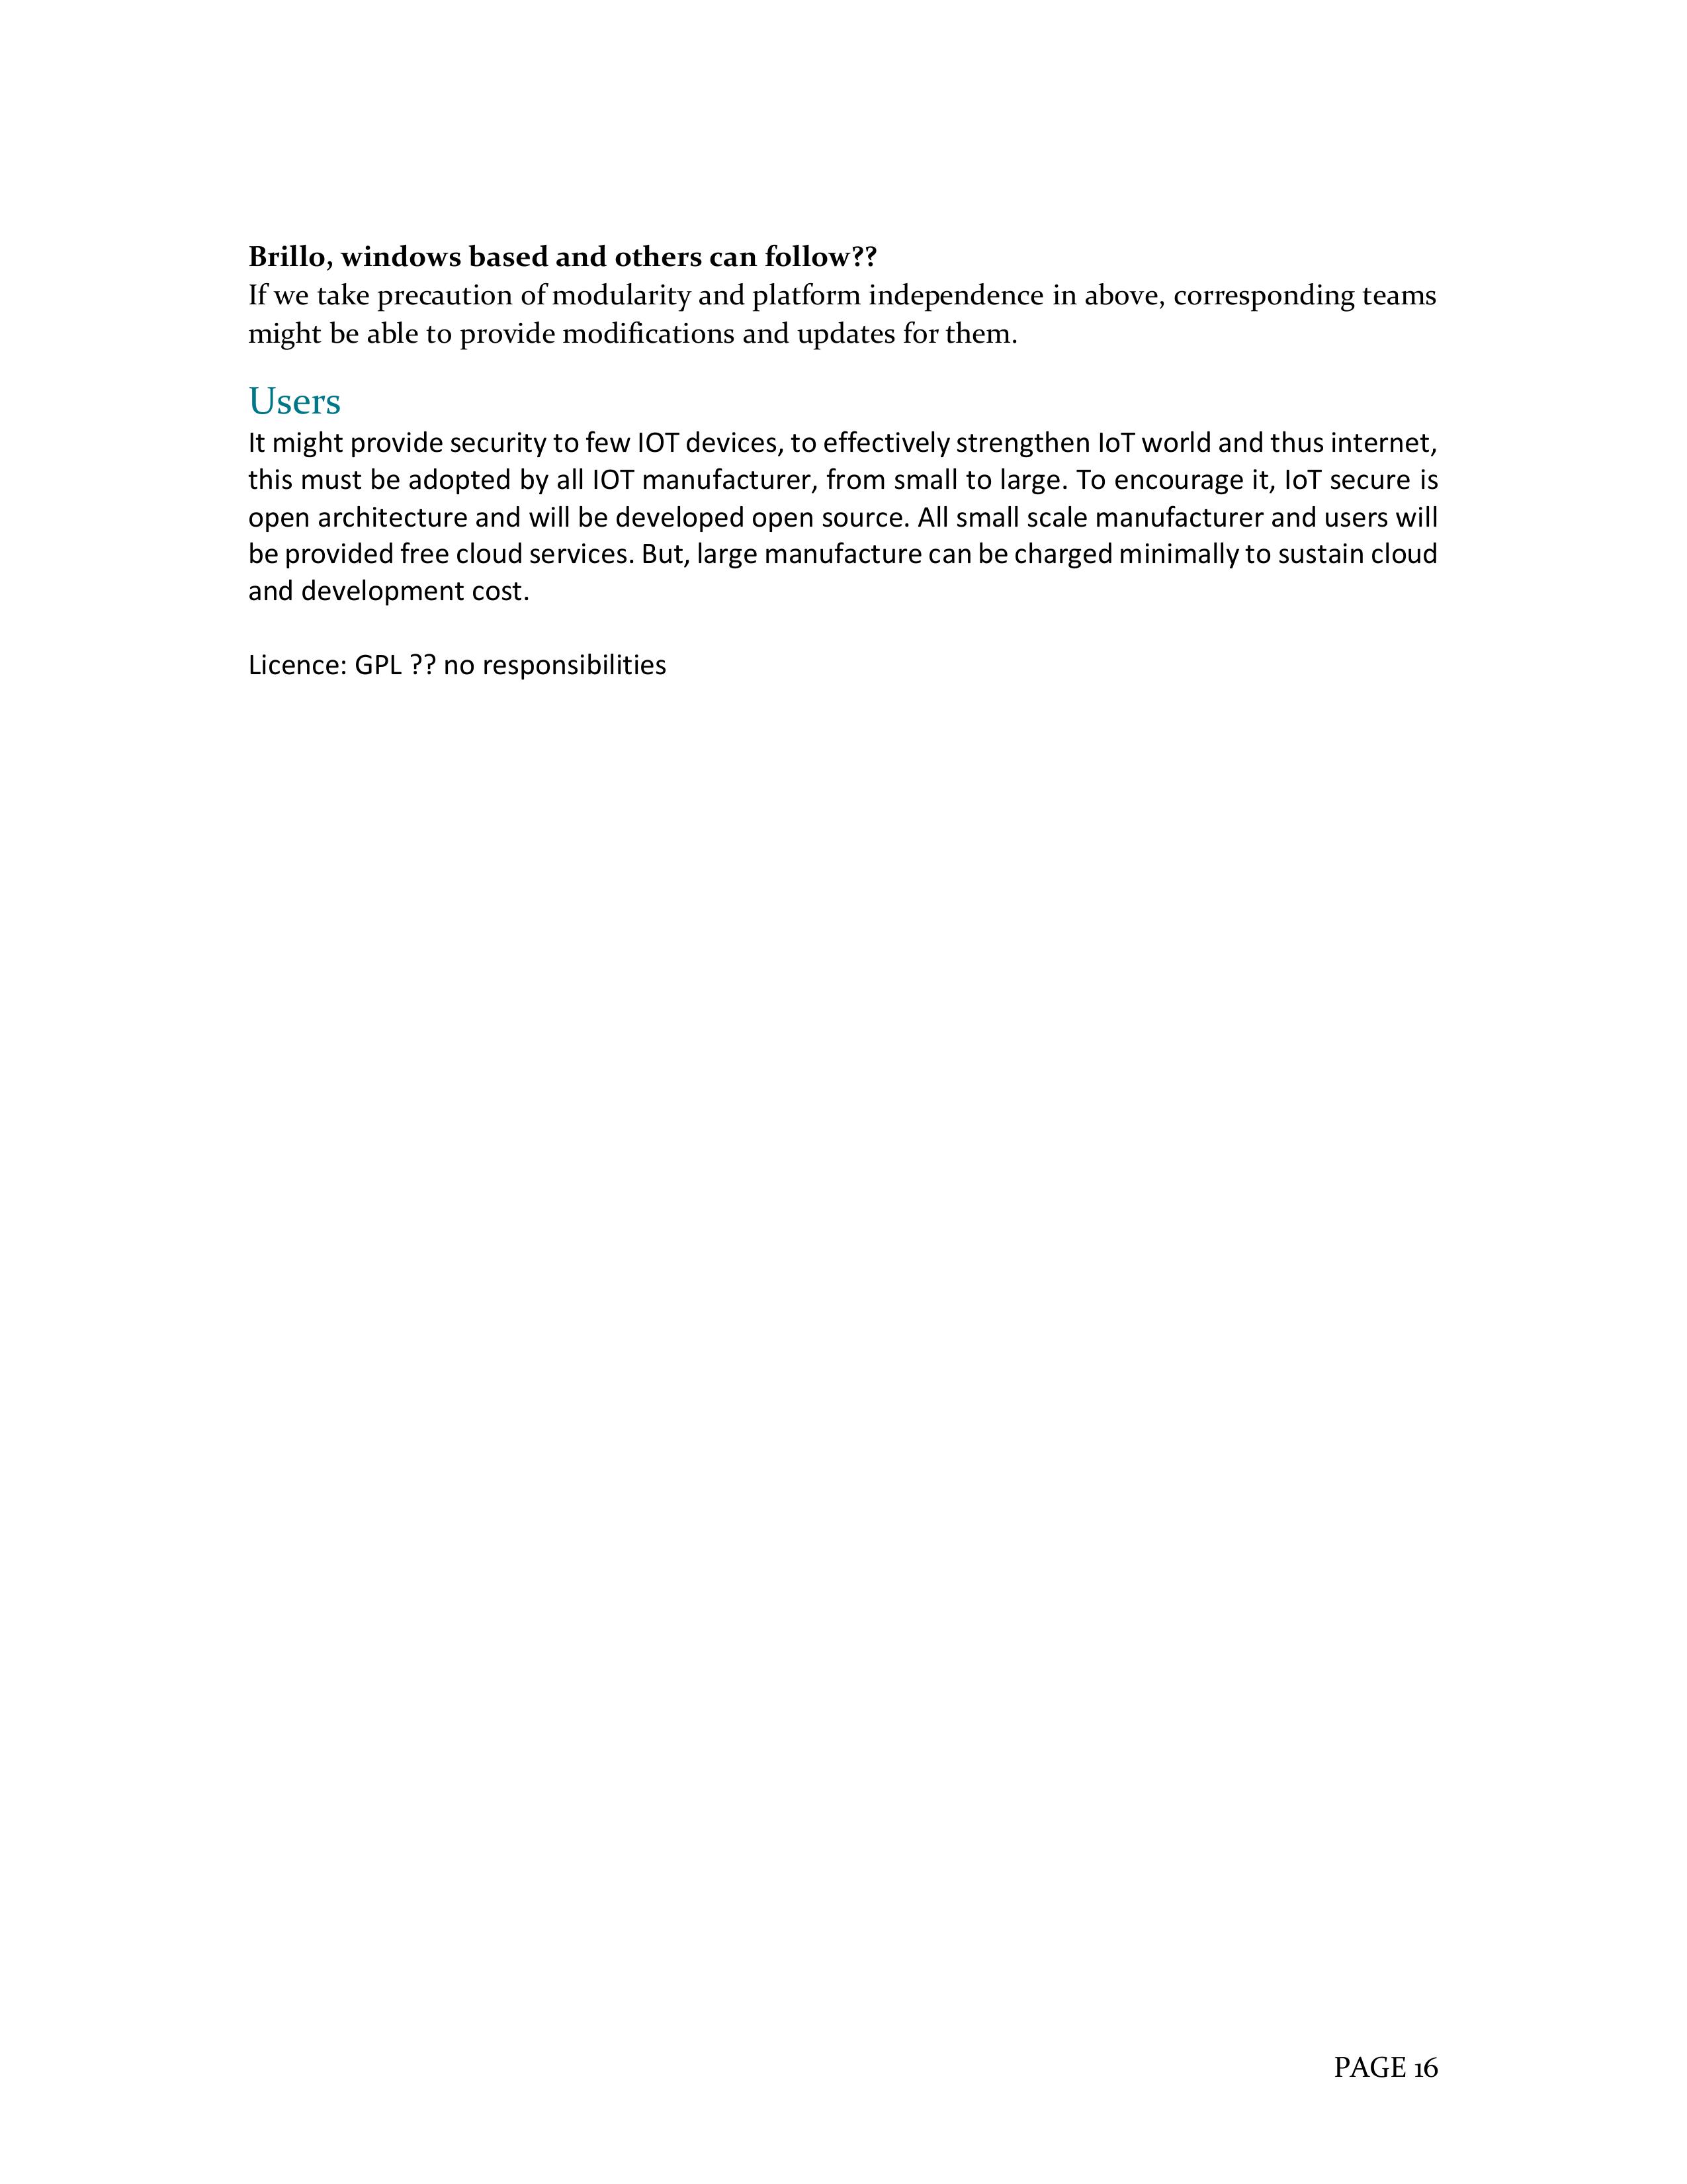 Brillo, windows based and others can follow??
If we take precaution of modularity and platform independence in above, corresponding teams
might be able to provide modifications and updates for them.
Users
It might provide security to few IOT devices, to effectively strengthen IoT world and thus internet,
this must be adopted by all IOT manufacturer, from small to large. To encourage it, IoT secure is
open architecture and will be developed open source. All small scale manufacturer and users will
be provided free cloud services. But, large manufacture can be charged minimally to sustain cloud
and development cost.
Licence: GPL ?? no responsibilities
PAGE 16